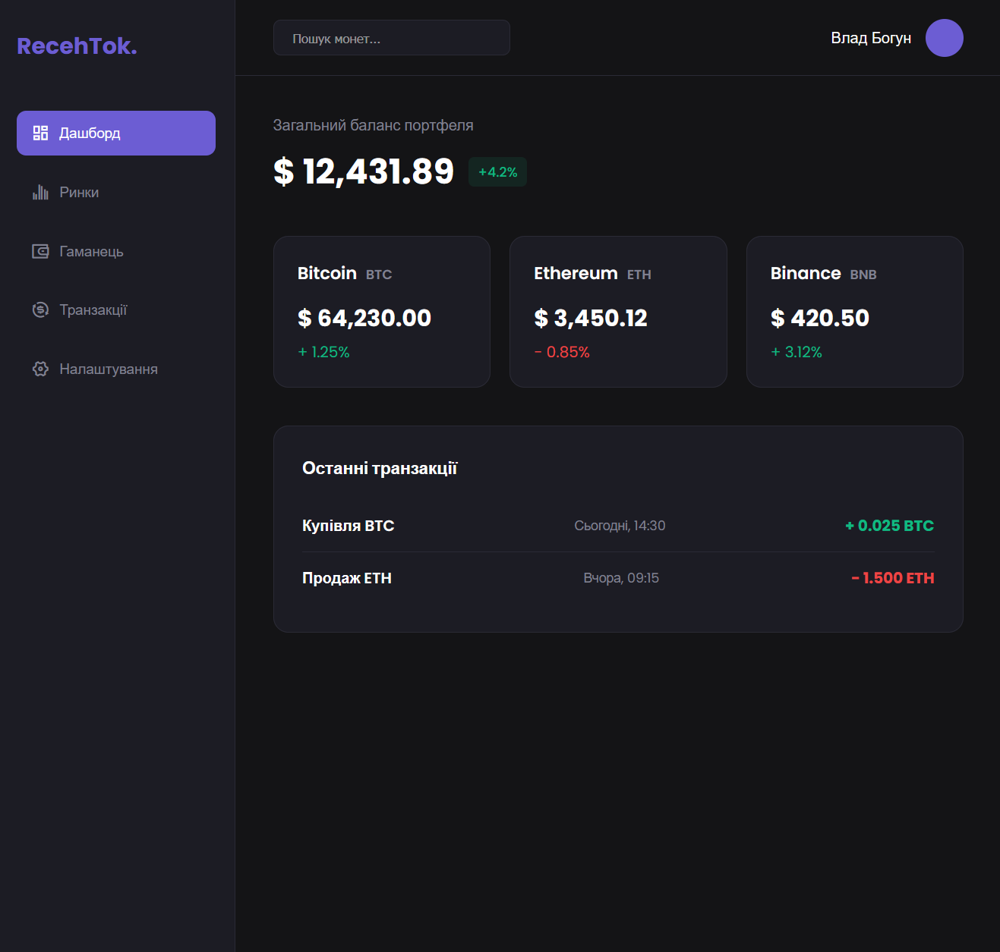 RecehTok.
Дашборд
Ринки
Гаманець
Транзакції
Налаштування
Пошук монет...
Влад Богун
Загальний баланс портфеля
$ 12,431.89 +4.2%
Bitcoin BTC
$ 64,230.00
+ 1.25%
Ethereum ETH
$ 3,450.12
− 0.85%
Binance BNB
$ 420.50
+ 3.12%
Останні транзакції
Купівля BTC Сьогодні, 14:30 + 0.025 BTC
Продаж ETH Вчора, 09:15 − 1.500 ETH